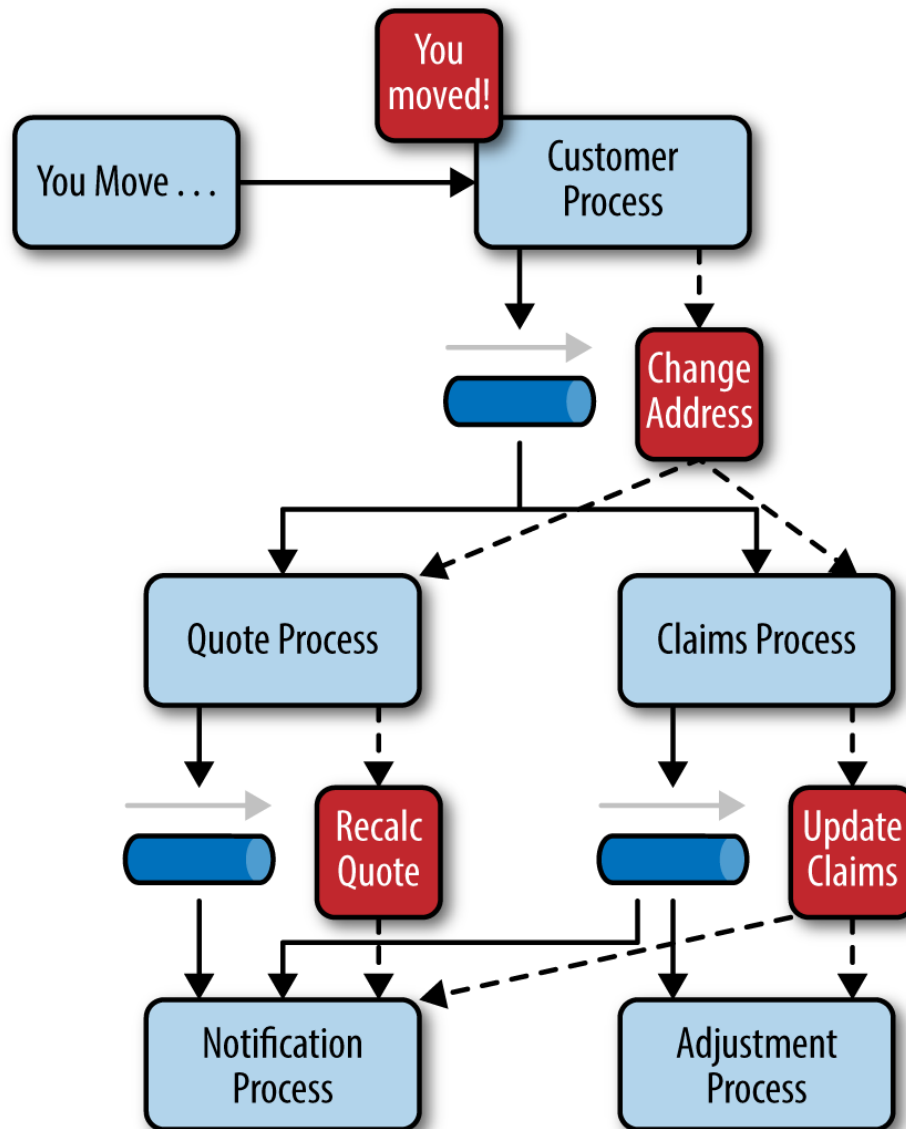 You
moved!
You Move . . .
Customer
Process
Change
Address
Quote Process
Claims Process
Recalc
Quote
Update
Claims
Notification
Process
Adjustment
Process